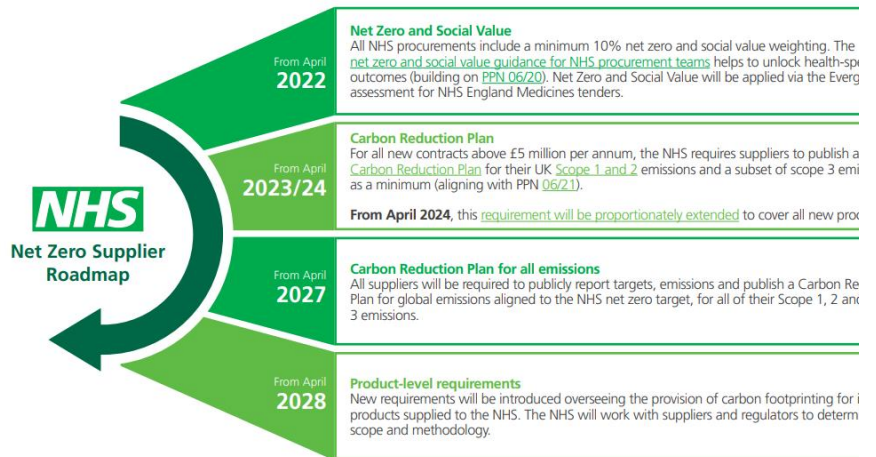 NHS
Net Zero Supplier
Roadmap
From April
2022
Net Zero and Social Value
All NHS procurements include a minimum 10% net zero and social value weighting. The
net zero and social value guidance for NHS procurement teams helps to unlock health-spe
outcomes (building on PPN 06/20). Net Zero and Social Value will be applied via the Everg
assessment for NHS England Medicines tenders.
From April
2023/24
Carbon Reduction Plan
For all new contracts above £5 million per annum, the NHS requires suppliers to publish a
Carbon Reduction Plan for their UK Scope 1 and 2 emissions and a subset of scope 3 emi
as a minimum (aligning with PPN 06/21).
From April 2024, this requirement will be proportionately extended to cover all new proc
From April
2027
Carbon Reduction Plan for all emissions
All suppliers will be required to publicly report targets, emissions and publish a Carbon Re
Plan for global emissions aligned to the NHS net zero target, for all of their Scope 1, 2 and
3 emissions.
From April
2028
Product-level requirements
New requirements will be introduced overseeing the provision of carbon footprinting for i
products supplied to the NHS. The NHS will work with suppliers and regulators to determ
scope and methodology.